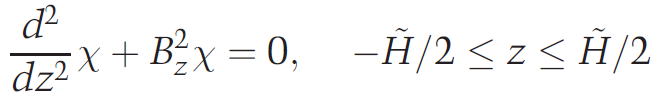 d²/dz² χ + B_z² χ = 0, −H̃/2 ≤ z ≤ H̃/2